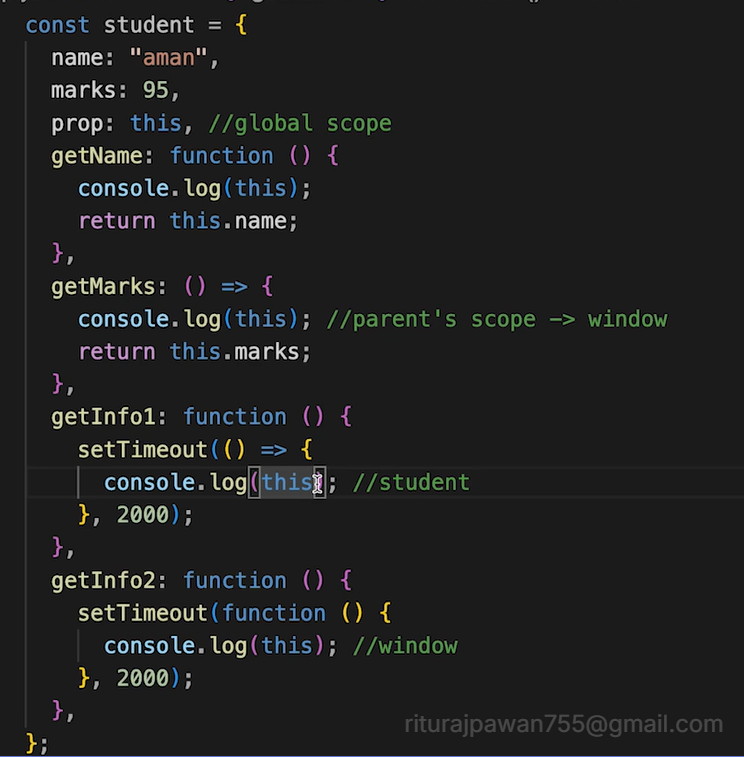 const student = {
name: "aman",
marks: 95,
prop: this, //global scope
getName: function () {
console.log(this);
return this.name;
},
getMarks: () => {
console.log(this); //parent's scope -> window
return this.marks;
},
getInfo1: function () {
setTimeout(() => {
console.log(this); //student
}, 2000);
},
getInfo2: function () {
setTimeout(function () {
console.log(this); //window
}, 2000);
},
};
riturajpawan755@gmail.com